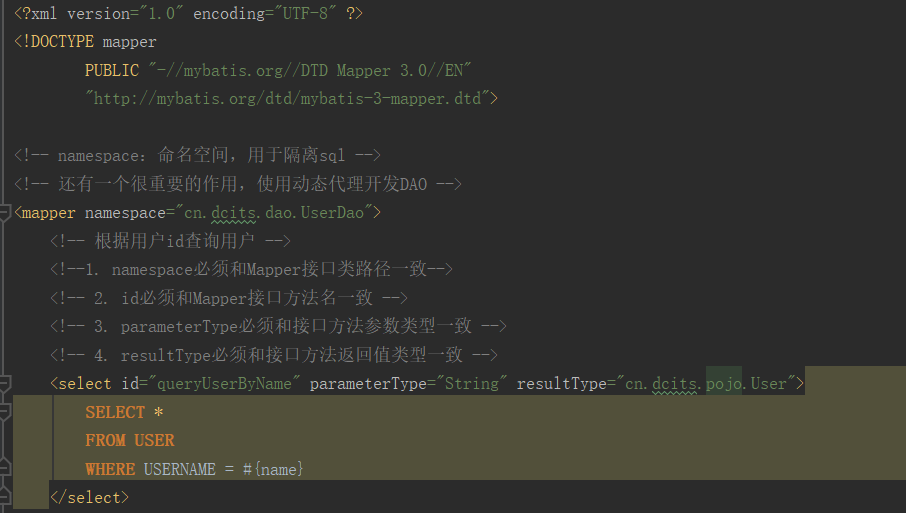 <?xml version="1.0" encoding="UTF-8" ?>
<!DOCTYPE mapper
PUBLIC "-//mybatis.org//DTD Mapper 3.0//EN"
"http://mybatis.org/dtd/mybatis-3-mapper.dtd">
<!-- namespace: 命名空间, 用于隔离sql -->
<!-- 还有一个很重要的作用, 使用动态代理开发DAO -->
<mapper namespace="cn.dcits.dao.UserDao">
<!-- 根据用户id查询用户 -->
<!--1. namespace必须和Mapper接口类路径一致-->
<!-- 2. id必须和Mapper接口方法名一致 -->
<!-- 3. parameterType必须和接口方法参数类型一致 -->
<!-- 4. resultType必须和接口方法返回值类型一致 -->
<select id="queryUserByName" parameterType="String" resultType="cn.dcits.pojo.User">
SELECT *
FROM USER
WHERE USERNAME = #{name}
</select>